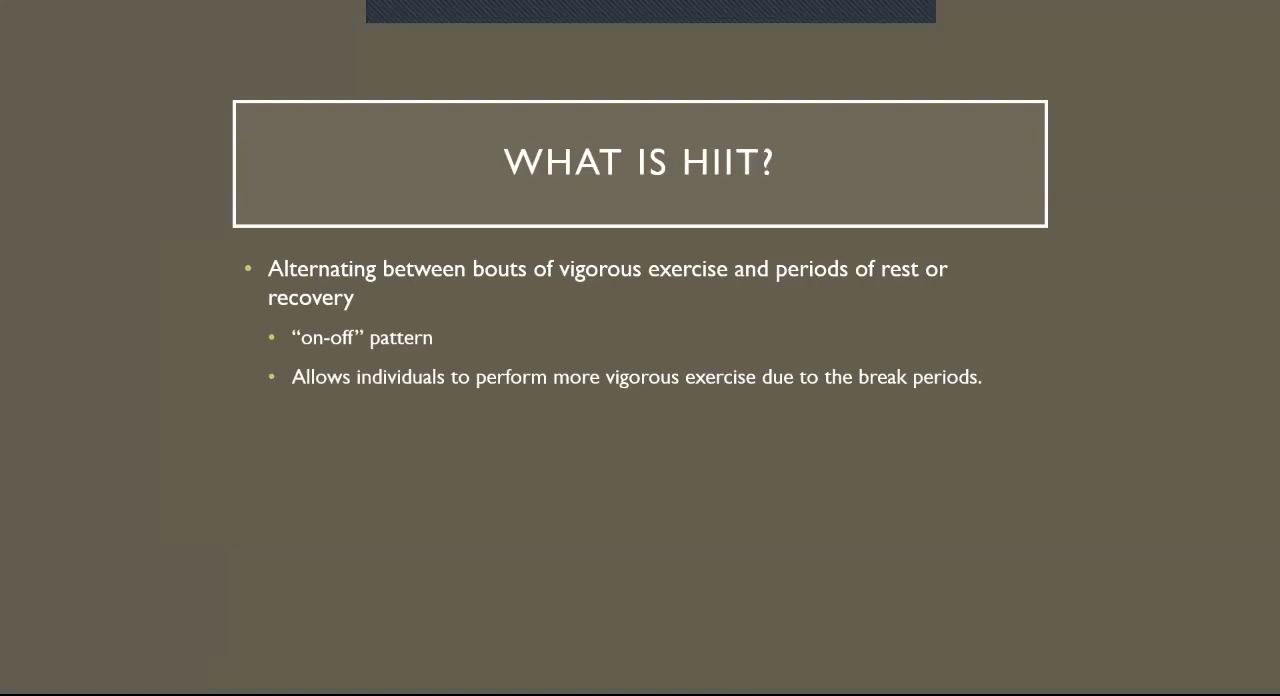 WHAT IS HIIT?
• Alternating between bouts of vigorous exercise and periods of rest or
recovery
• “on-off” pattern
• Allows individuals to perform more vigorous exercise due to the break periods.